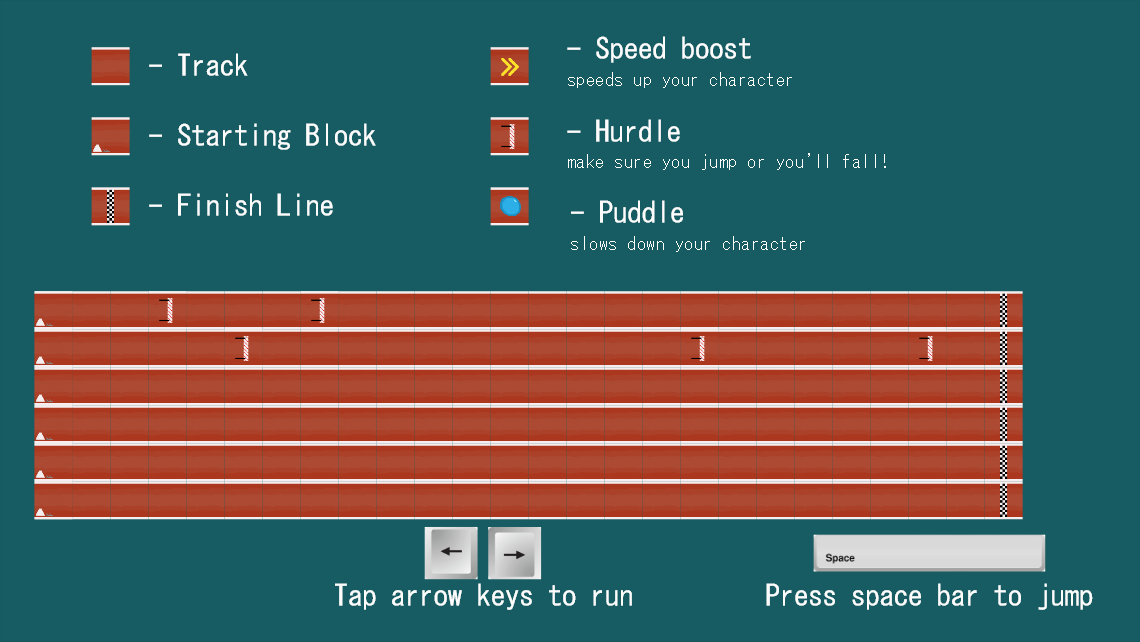 – Track
– Starting Block
– Finish Line
– Speed boost
speeds up your character
– Hurdle
make sure you jump or you'll fall!
– Puddle
slows down your character
← →
Space
Tap arrow keys to run
Press space bar to jump